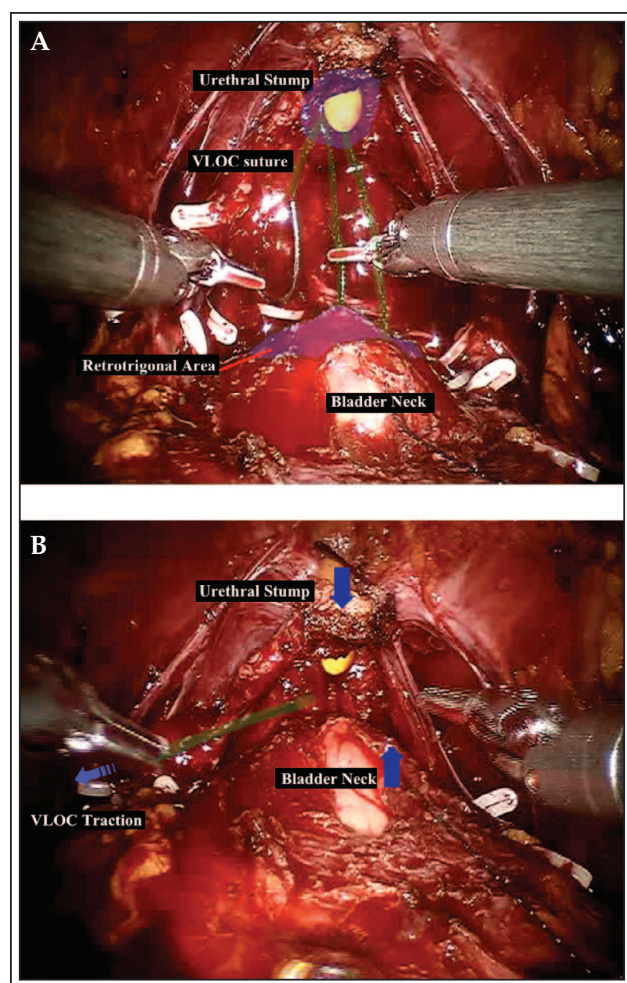 A
Urethral Stump
VLOC suture
Retrotrigonal Area
Bladder Neck
B
Urethral Stump
Bladder Neck
VLOC Traction